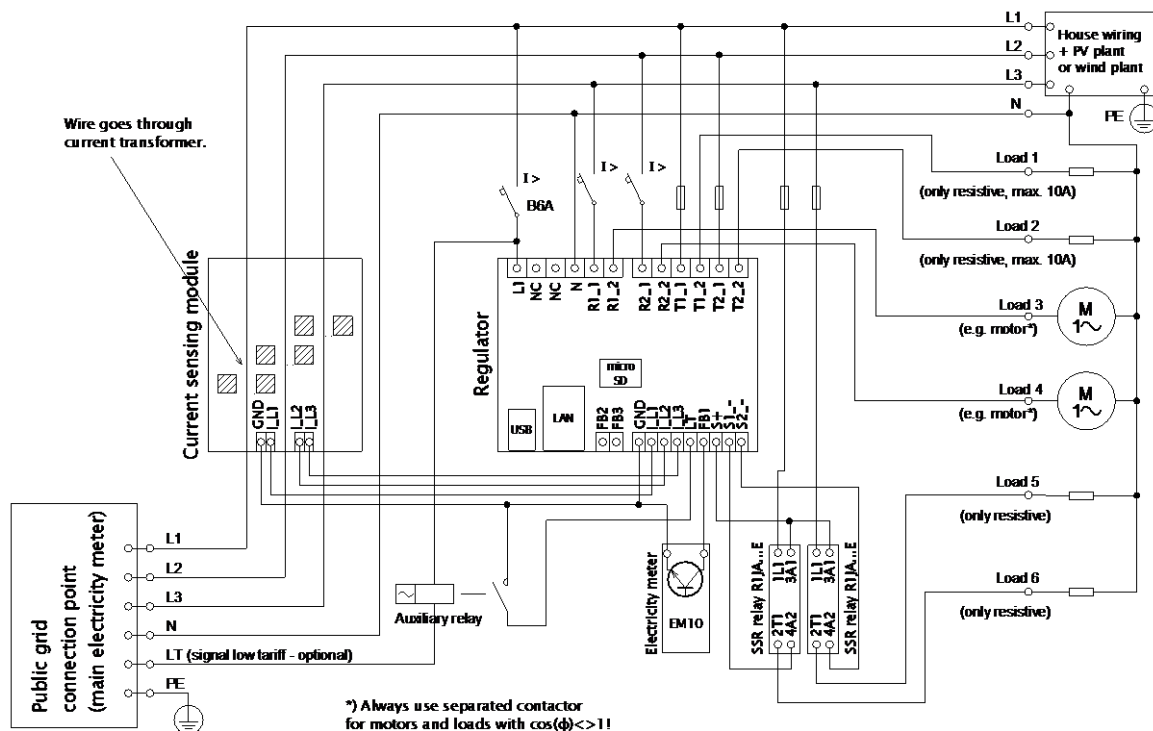 L1
L2
L3
N
House wiring
+ PV plant
or wind plant
PE
Wire goes through
current transformer.
I >
B6A
I >
I >
Load 1
(only resistive, max. 10A)
Load 2
(only resistive, max. 10A)
Load 3
(e.g. motor*)
M
1~
Load 4
(e.g. motor*)
M
1~
Load 5
(only resistive)
Load 6
(only resistive)
Current sensing module
GND
I_L1
I_L2
I_L3
Regulator
L1
NC
NC
N
R1_1
R1_2
R2_1
R2_2
T1_1
T1_2
T2_1
T2_2
micro
SD
USB
LAN
FB2
FB3
GND
I_L1
I_L2
I_L3
LT
FB1
S+
S1_-
S2_-
Public grid
connection point
(main electricity meter)
L1
L2
L3
N
LT (signal low tariff - optional)
PE
~
Auxiliary relay
Electricity meter
EM10
SSR relay R1JA...E
1L1
3A1
2T1
4A2
1L1
3A1
2T1
4A2
SSR relay R1JA...E
*) Always use separated contactor
for motors and loads with cos(ϕ)<>1!